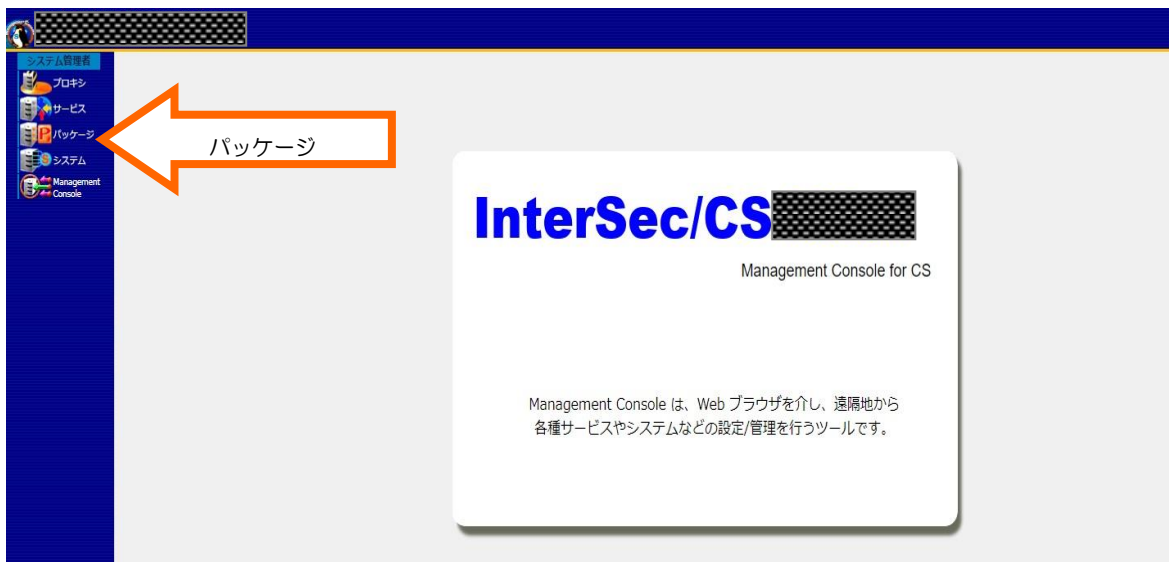 システム管理者
プロキシ
サービス
パッケージ
システム
Management
Console
パッケージ
InterSec/CS
Management Console for CS
Management Console は、Web ブラウザを介し、遠隔地から
各種サービスやシステムなどの設定/管理を行うツールです。